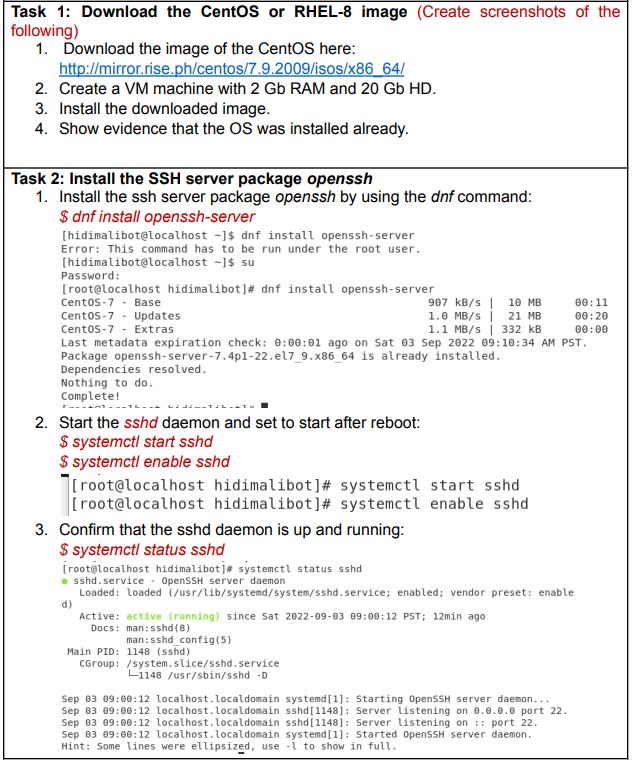 Task 1: Download the CentOS or RHEL-8 image (Create screenshots of the
following)
1. Download the image of the CentOS here:
http://mirror.rise.ph/centos/7.9.2009/isos/x86_64/
2. Create a VM machine with 2 Gb RAM and 20 Gb HD.
3. Install the downloaded image.
4. Show evidence that the OS was installed already.
Task 2: Install the SSH server package openssh
1. Install the ssh server package openssh by using the dnf command:
$ dnf install openssh-server
[hidimalibot@localhost ~]$ dnf install openssh-server
Error: This command has to be run under the root user.
[hidimalibot@localhost ~]$ su
Password:
[root@localhost hidimalibot]# dnf install openssh-server
CentOS-7 - Base 907 kB/s | 10 MB 00:11
CentOS-7 - Updates 1.0 MB/s | 21 MB 00:20
CentOS-7 - Extras 1.1 MB/s | 332 kB 00:00
Last metadata expiration check: 0:00:01 ago on Sat 03 Sep 2022 09:10:34 AM PST.
Package openssh-server-7.4p1-22.el7_9.x86_64 is already installed.
Dependencies resolved.
Nothing to do.
Complete!
2. Start the sshd daemon and set to start after reboot:
$ systemctl start sshd
$ systemctl enable sshd
[root@localhost hidimalibot]# systemctl start sshd
[root@localhost hidimalibot]# systemctl enable sshd
3. Confirm that the sshd daemon is up and running:
$ systemctl status sshd
[root@localhost hidimalibot]# systemctl status sshd
● sshd.service - OpenSSH server daemon
Loaded: loaded (/usr/lib/systemd/system/sshd.service; enabled; vendor preset: enable
d)
Active: active (running) since Sat 2022-09-03 09:00:12 PST; 12min ago
Docs: man:sshd(8)
man:sshd_config(5)
Main PID: 1148 (sshd)
CGroup: /system.slice/sshd.service
└─1148 /usr/sbin/sshd -D
Sep 03 09:00:12 localhost.localdomain systemd[1]: Starting OpenSSH server daemon...
Sep 03 09:00:12 localhost.localdomain sshd[1148]: Server listening on 0.0.0.0 port 22.
Sep 03 09:00:12 localhost.localdomain sshd[1148]: Server listening on :: port 22.
Sep 03 09:00:12 localhost.localdomain systemd[1]: Started OpenSSH server daemon.
Hint: Some lines were ellipsized, use -l to show in full.